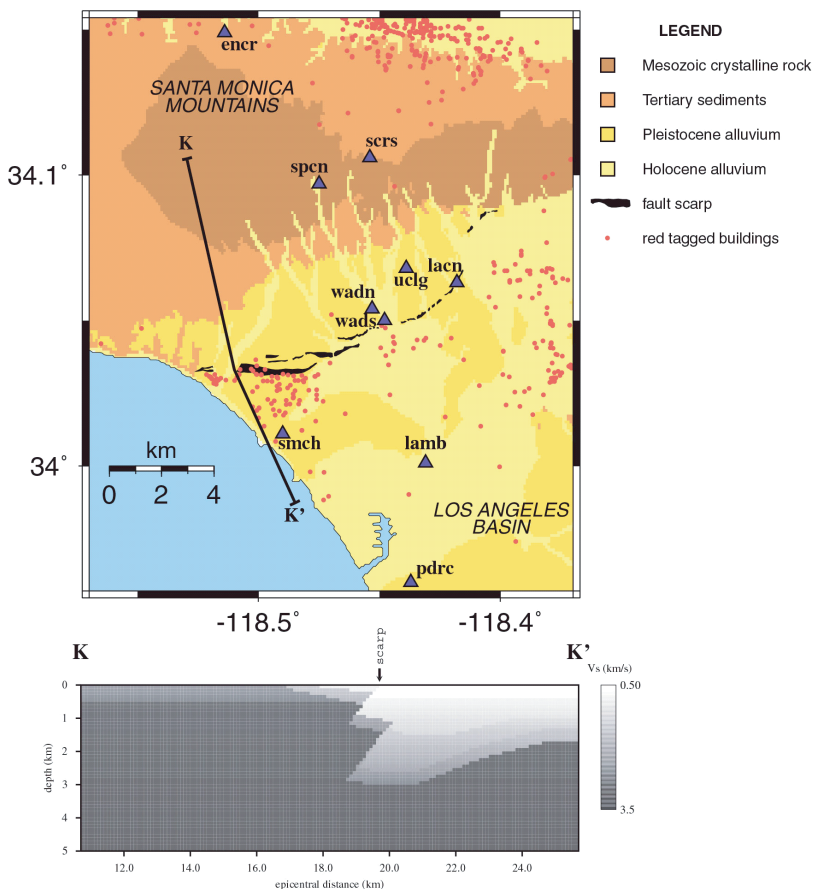 encr
SANTA MONICA
MOUNTAINS
K
scrs
spcn
34.1°
lacn
uclg
wadn
wads
smch
lamb
km
0 2 4
34°
K'
LOS ANGELES
BASIN
pdrc
-118.5° -118.4°
LEGEND
Mesozoic crystalline rock
Tertiary sediments
Pleistocene alluvium
Holocene alluvium
fault scarp
red tagged buildings
K
scarp
K'
Vs (km/s)
0.50
3.5
depth (km)
0
1
2
3
4
5
12.0 14.0 16.0 18.0 20.0 22.0 24.0
epicentral distance (km)